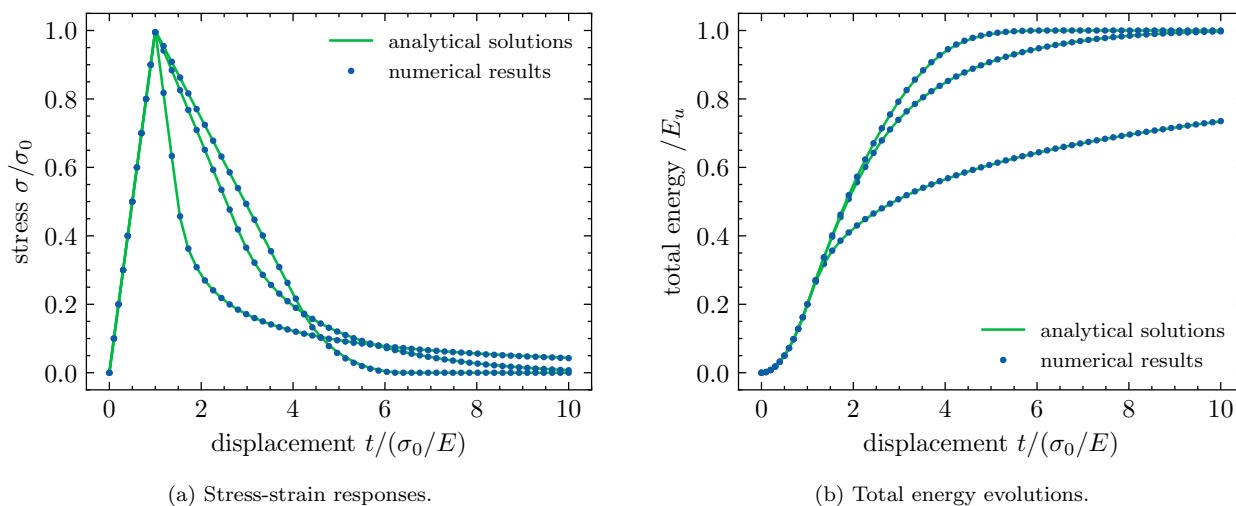 1.0
0.8
0.6
0.4
0.2
0.0
stress σ/σ₀
analytical solutions
numerical results
0 2 4 6 8 10
displacement t/(σ₀/E)
(a) Stress-strain responses.
1.0
0.8
0.6
0.4
0.2
0.0
total energy /Eᵤ
analytical solutions
numerical results
0 2 4 6 8 10
displacement t/(σ₀/E)
(b) Total energy evolutions.